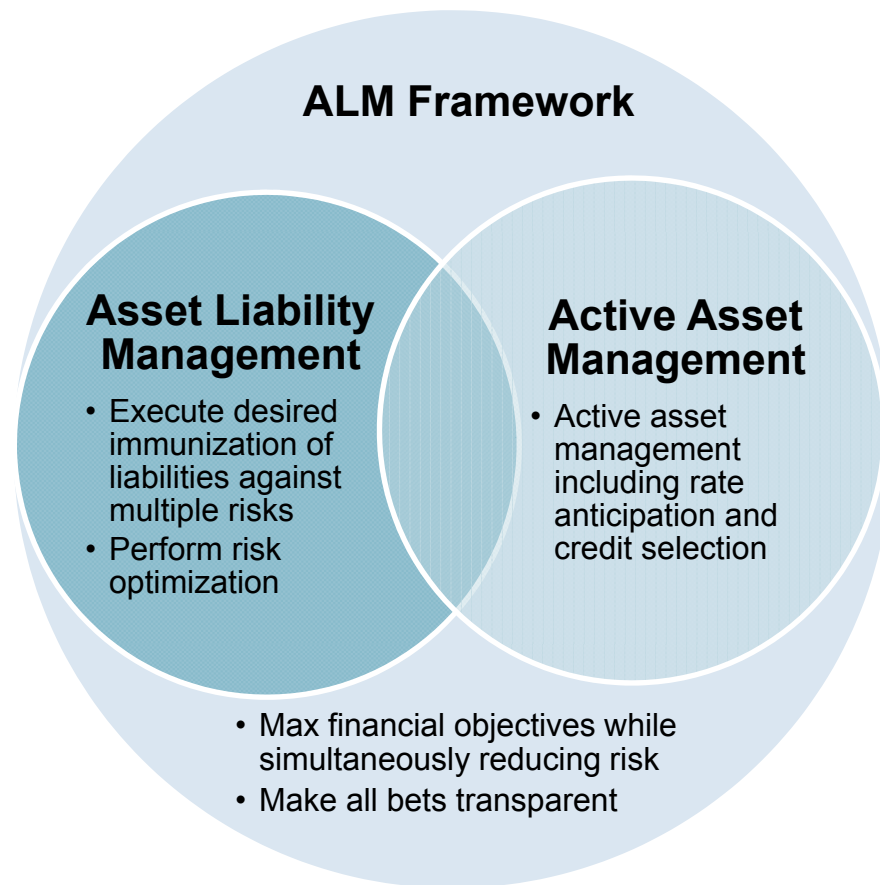 ALM Framework
Asset Liability
Management
• Execute desired
immunization of
liabilities against
multiple risks
• Perform risk
optimization
Active Asset
Management
• Active asset
management
including rate
anticipation and
credit selection
• Max financial objectives while
simultaneously reducing risk
• Make all bets transparent